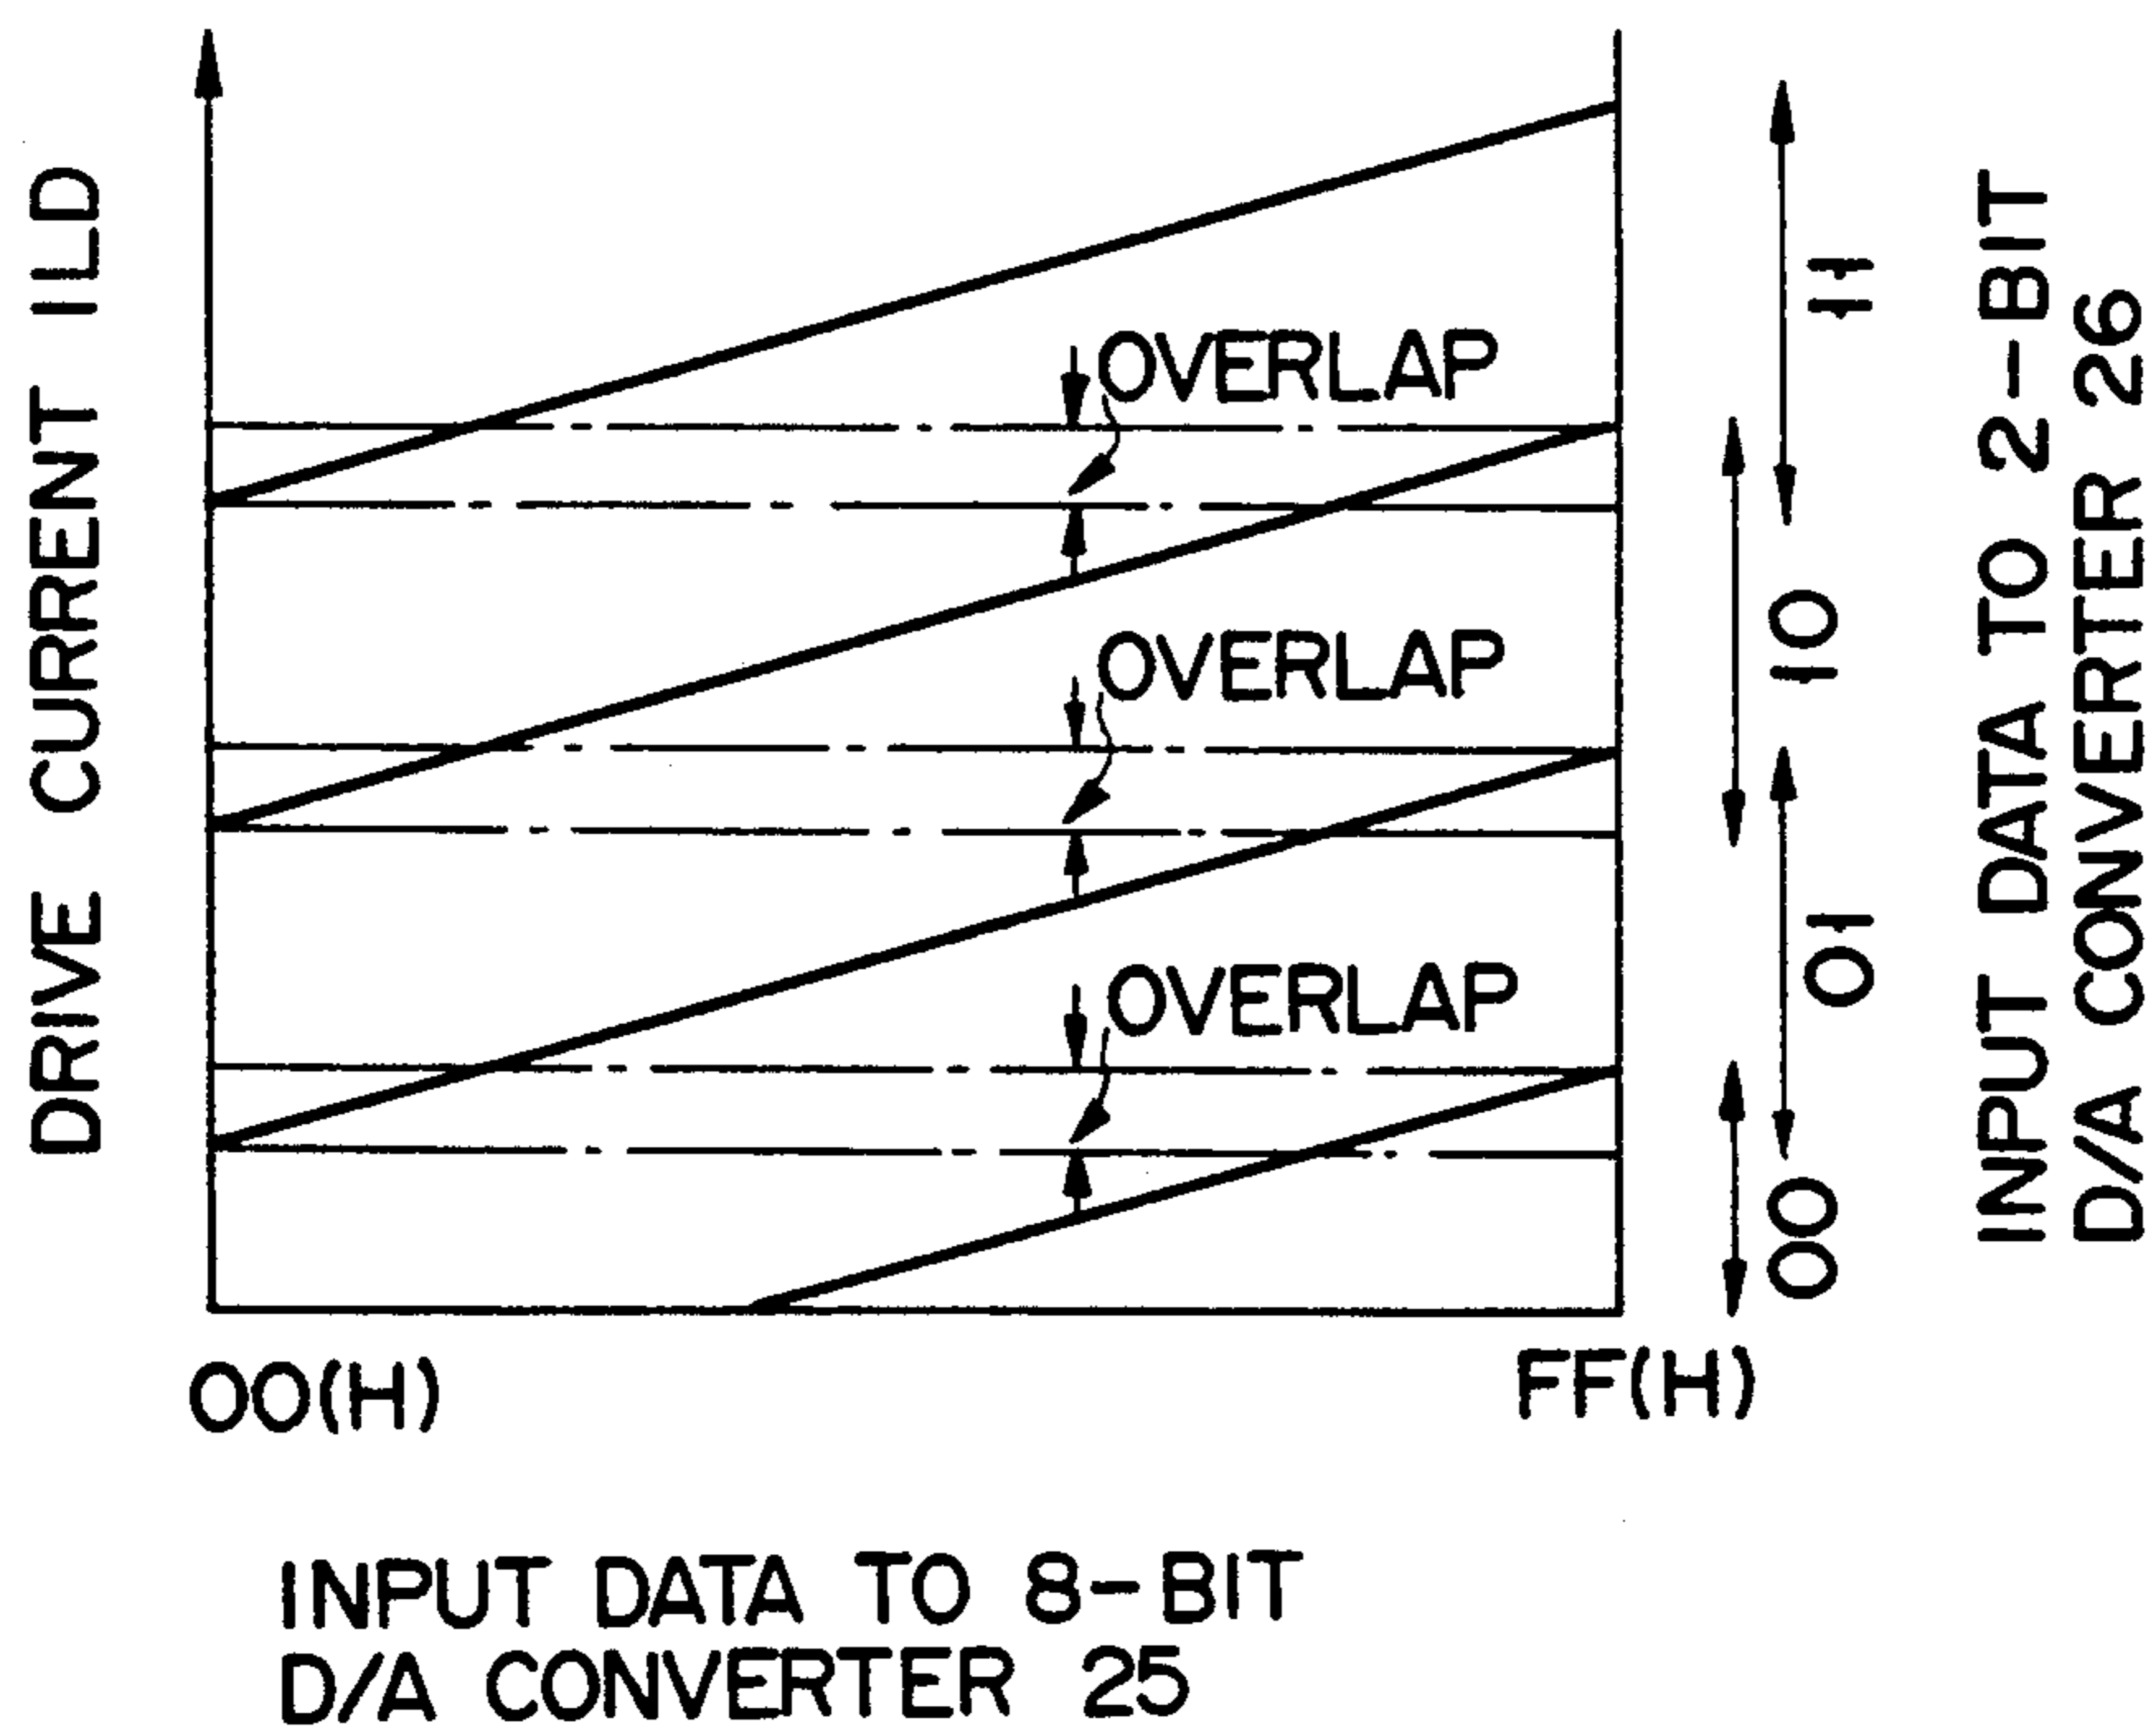 DRIVE CURRENT ILD
OVERLAP
OVERLAP
OVERLAP
11
10
01
00
INPUT DATA TO 2-BIT
D/A CONVERTER 26
00(H)
FF(H)
INPUT DATA TO 8-BIT
D/A CONVERTER 25